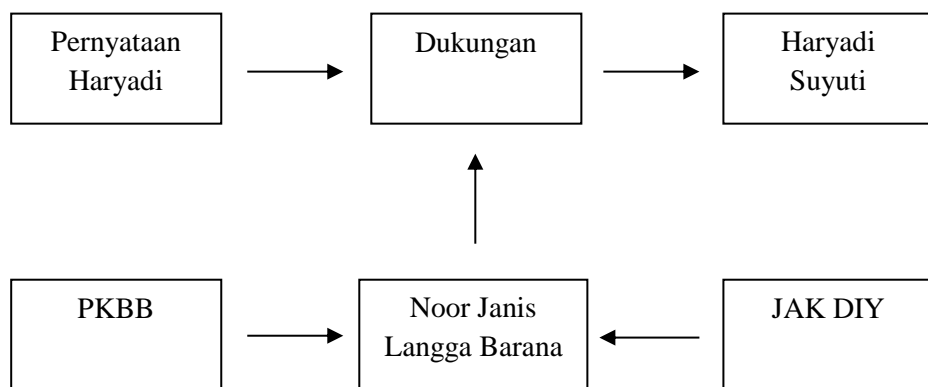 Pernyataan
Haryadi
Dukungan
Haryadi
Suyuti
PKBB
Noor Janis
Langga Barana
JAK DIY